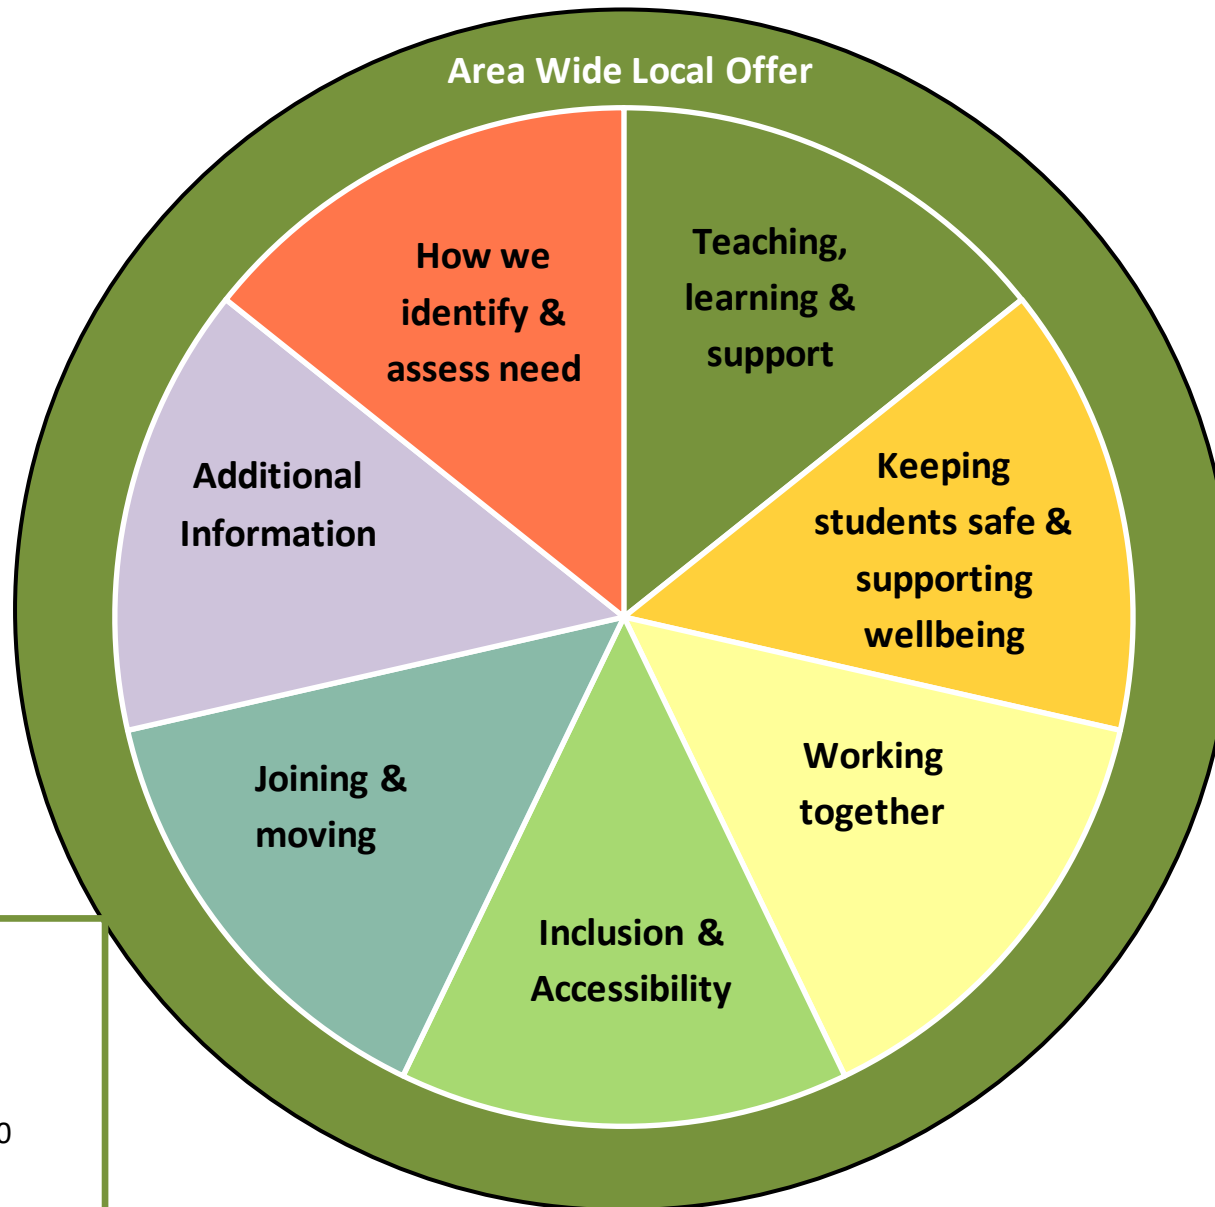 Area Wide Local Offer
How we
identify &
assess need
Teaching,
learning &
support
Keeping
students safe &
supporting
wellbeing
Working
together
Inclusion &
Accessibility
Joining &
moving
Additional
Information
0